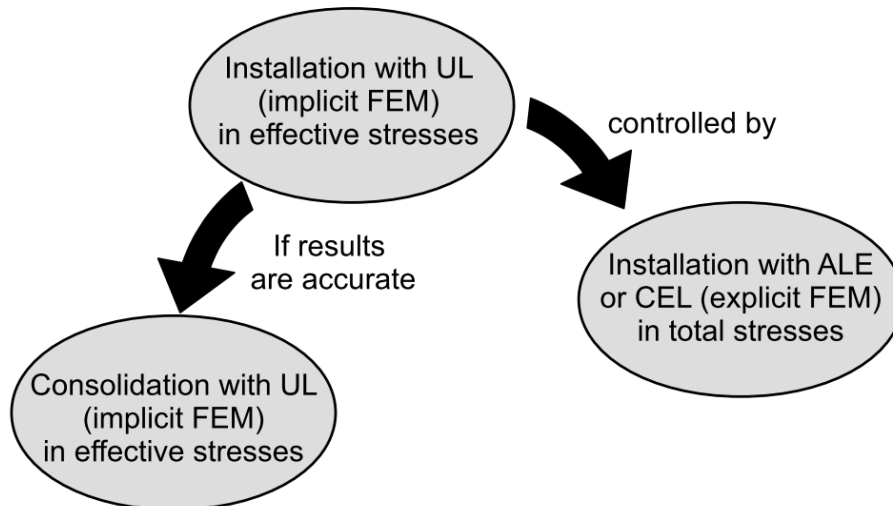 Installation with UL
(implicit FEM)
in effective stresses
controlled by
If results
are accurate
Installation with ALE
or CEL (explicit FEM)
in total stresses
Consolidation with UL
(implicit FEM)
in effective stresses